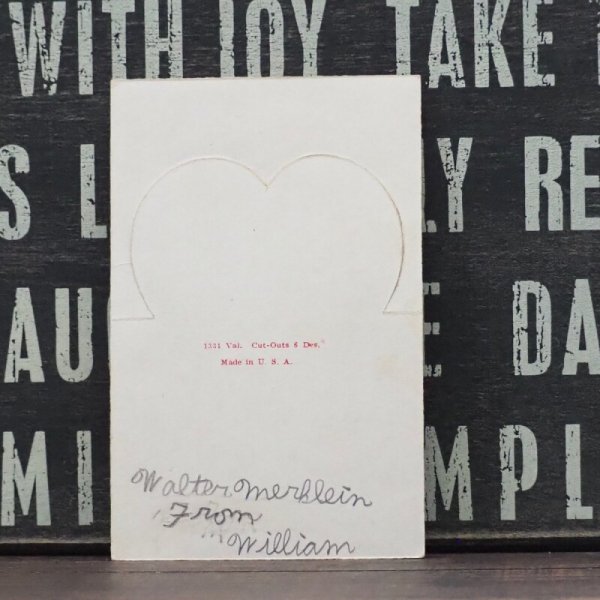 WITH JOY TAKE
S L LY RE
AU E DA
MI MPL
1331 Val. Cut-Outs 6 Des.
Made in U. S. A.
Walter Merklein
From
William